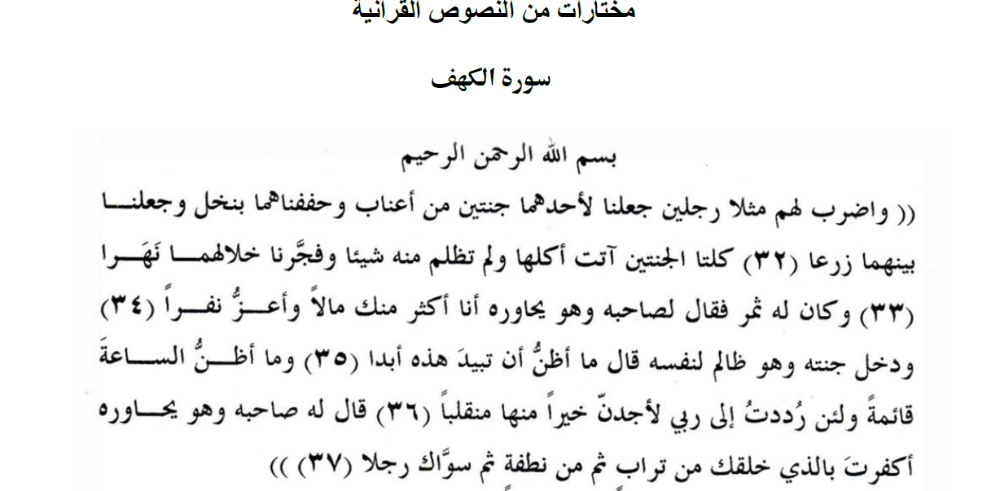 مختارات من النصوص القرآنية
سورة الكهف
بسم الله الرحمن الرحيم
(( واضرب لهم مثلا رجلين جعلنا لأحدهما جنتين من أعناب وحففناهما بنخل وجعلنـــا
بينهما زرعا (٣٢) كلتا الجنتين آتت أكلها ولم تظلم منه شيئا وفجَّرنا خلالهمـــا نَهَـــرا
(٣٣) وكان له ثمر فقال لصاحبه وهو يحاوره أنا أكثر منك مالاً وأعـــزُّ نفـــراً (٣٤)
ودخل جنته وهو ظالم لنفسه قال ما أظنُّ أن تبيدَ هذه أبدا (٣٥) وما أظـــنُّ الســـاعةَ
قائمةً ولئن رُددتُ إلى ربي لأجدنّ خيراً منها منقلباً (٣٦) قال له صاحبه وهو يحـــاوره
أكفرتَ بالذي خلقك من ترابٍ ثم من نطفةٍ ثم سوَّاك رجلا (٣٧) ))